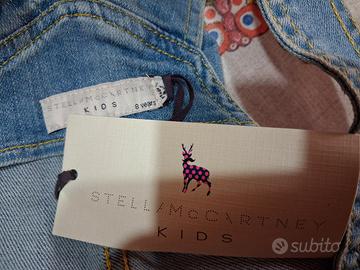 STELLA McCARTNEY
KIDS 8 years
STELLA McCARTNEY
KIDS
subito